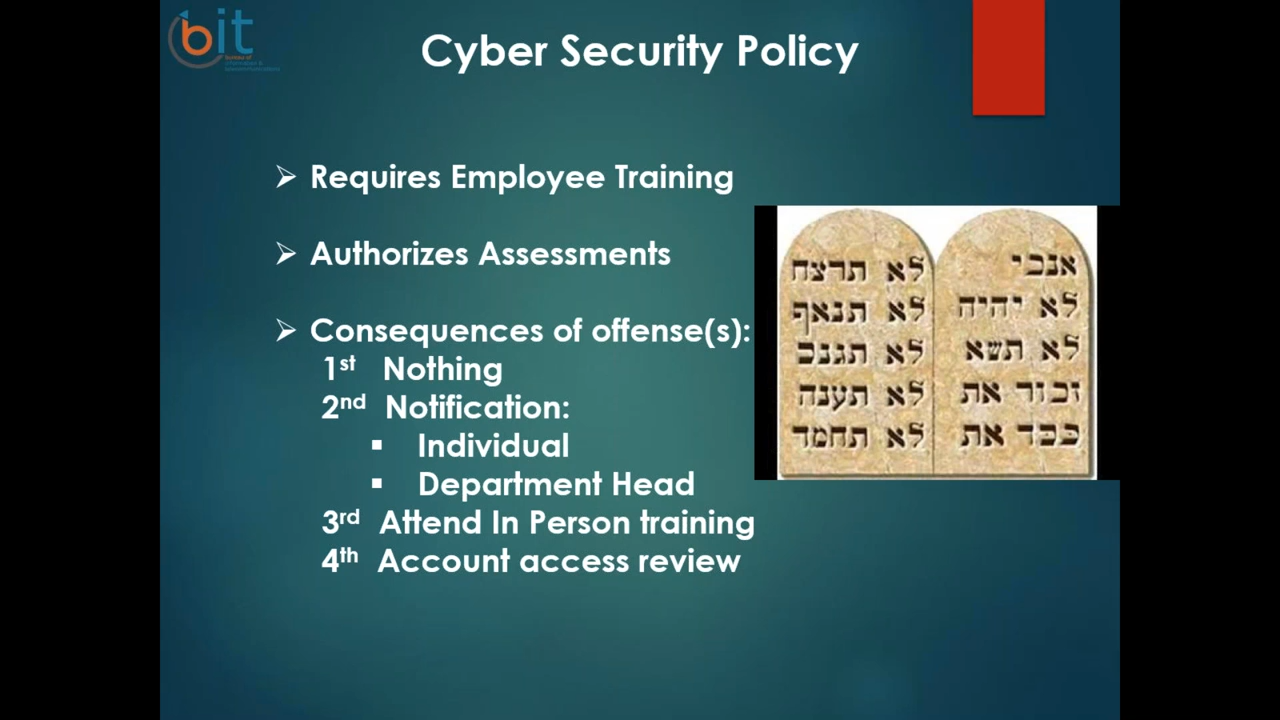 bit
Cyber Security Policy
➢ Requires Employee Training
➢ Authorizes Assessments
➢ Consequences of offense(s):
1st Nothing
2nd Notification:
▪ Individual
▪ Department Head
3rd Attend In Person training
4th Account access review
אנכי
לא יהיה
לא תשא
זכור את
כבד את
לא תרצח
לא תנאף
לא תגנב
לא תענה
לא תחמד